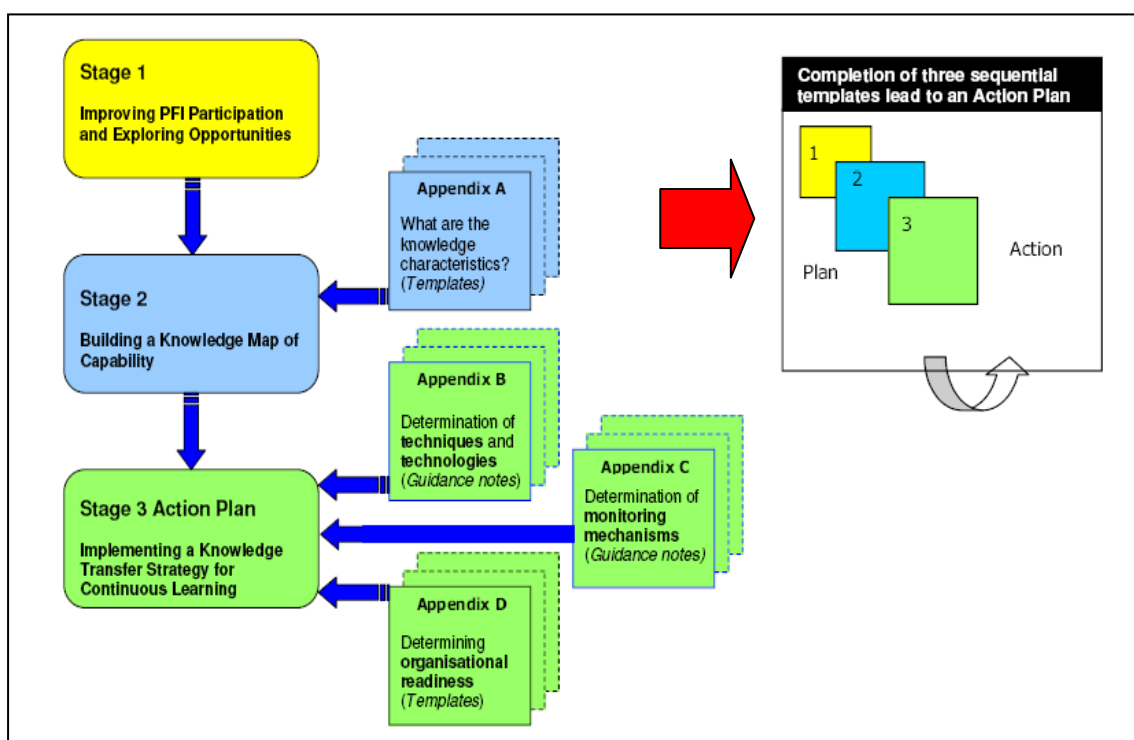 Stage 1
Improving PFI Participation
and Exploring Opportunities
Stage 2
Building a Knowledge Map of
Capability
Stage 3 Action Plan
Implementing a Knowledge
Transfer Strategy for
Continuous Learning
Appendix A
What are the
knowledge
characteristics?
(Templates)
Appendix B
Determination of
techniques and
technologies
(Guidance notes)
Appendix C
Determination of
monitoring
mechanisms
(Guidance notes)
Appendix D
Determining
organisational
readiness
(Templates)
Completion of three sequential
templates lead to an Action Plan
1
2
3
Plan
Action